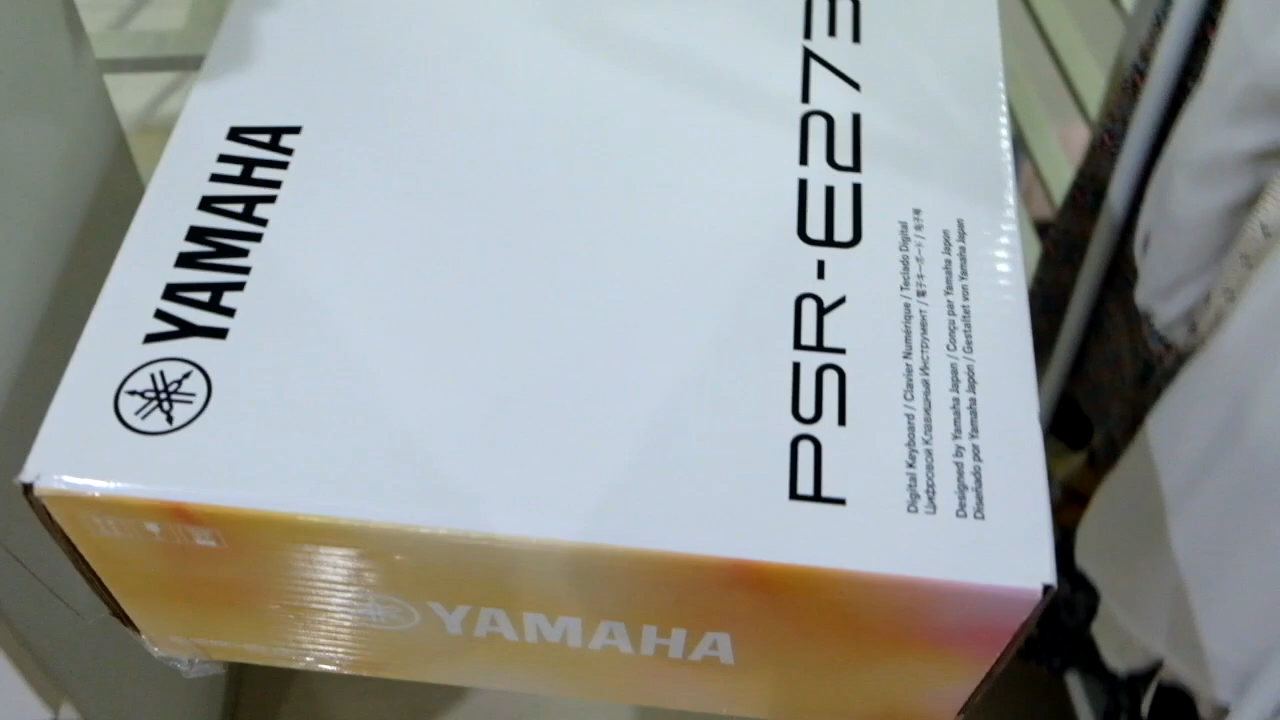 YAMAHA
PSR-E273
Digital Keyboard / Clavier Numérique / Teclado Digital
Цифровой Клавишный Инструмент / 電子キーボード / 电子琴
Designed by Yamaha Japan / Conçu par Yamaha Japon
Diseñado por Yamaha Japón / Gestaltet von Yamaha Japan
YAMAHA